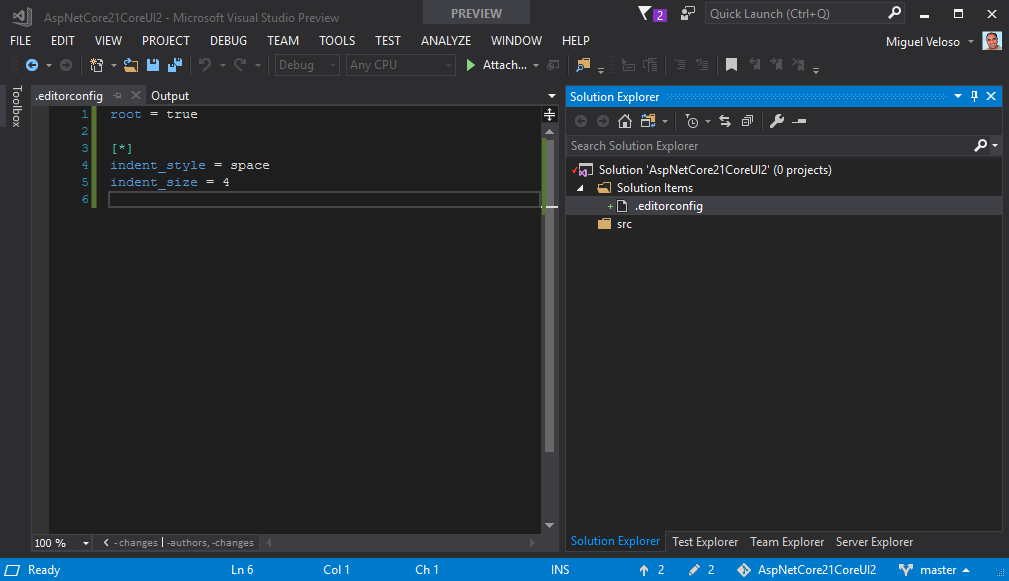 AspNetCore21CoreUI2 - Microsoft Visual Studio Preview
PREVIEW
2
Quick Launch (Ctrl+Q)
FILE EDIT VIEW PROJECT DEBUG TEAM TOOLS TEST ANALYZE WINDOW HELP
Miguel Veloso
Debug Any CPU Attach...
Toolbox
.editorconfig Output
1 root = true
2
3 [*]
4 indent_style = space
5 indent_size = 4
6
100 % -changes | -authors, -changes
Solution Explorer
Search Solution Explorer
Solution 'AspNetCore21CoreUI2' (0 projects)
Solution Items
+ .editorconfig
src
Solution Explorer Test Explorer Team Explorer Server Explorer
Ready Ln 6 Col 1 Ch 1 INS 2 2 AspNetCore21CoreUI2 master